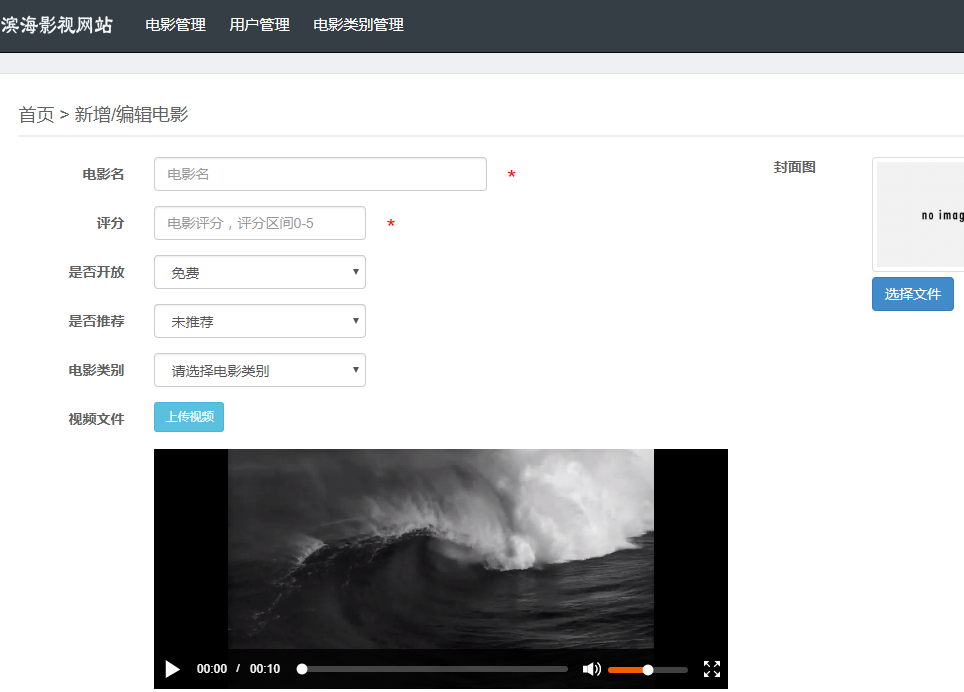 滨海影视网站 电影管理 用户管理 电影类别管理
首页 > 新增/编辑电影
电影名 电影名 * 封面图
no imag
评分 电影评分，评分区间0-5 *
是否开放 免费
选择文件
是否推荐 未推荐
电影类别 请选择电影类别
视频文件 上传视频
00:00 / 00:10